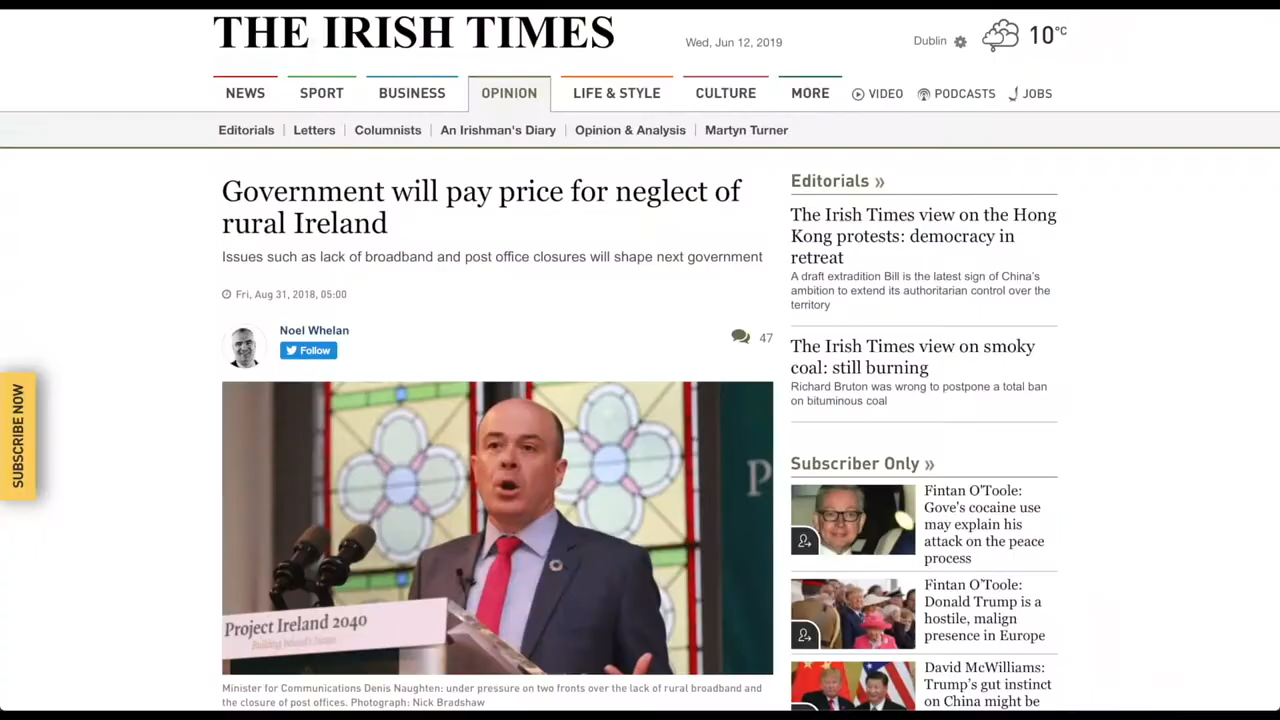 THE IRISH TIMES
Wed, Jun 12, 2019
Dublin
10°C
NEWS
SPORT
BUSINESS
OPINION
LIFE & STYLE
CULTURE
MORE
VIDEO
PODCASTS
JOBS
Editorials
Letters
Columnists
An Irishman's Diary
Opinion & Analysis
Martyn Turner
Government will pay price for neglect of
rural Ireland
Issues such as lack of broadband and post office closures will shape next government
Fri, Aug 31, 2018, 05:00
Noel Whelan
Follow
47
P
Project Ireland 2040
Minister for Communications Denis Naughten: under pressure on two fronts over the lack of rural broadband and
the closure of post offices. Photograph: Nick Bradshaw
SUBSCRIBE NOW
Editorials »
The Irish Times view on the Hong
Kong protests: democracy in
retreat
A draft extradition Bill is the latest sign of China's
ambition to extend its authoritarian control over the
territory
The Irish Times view on smoky
coal: still burning
Richard Bruton was wrong to postpone a total ban
on bituminous coal
Subscriber Only »
Fintan O'Toole:
Gove's cocaine use
may explain his
attack on the peace
process
Fintan O'Toole:
Donald Trump is a
hostile, malign
presence in Europe
David McWilliams:
Trump's gut instinct
on China might be